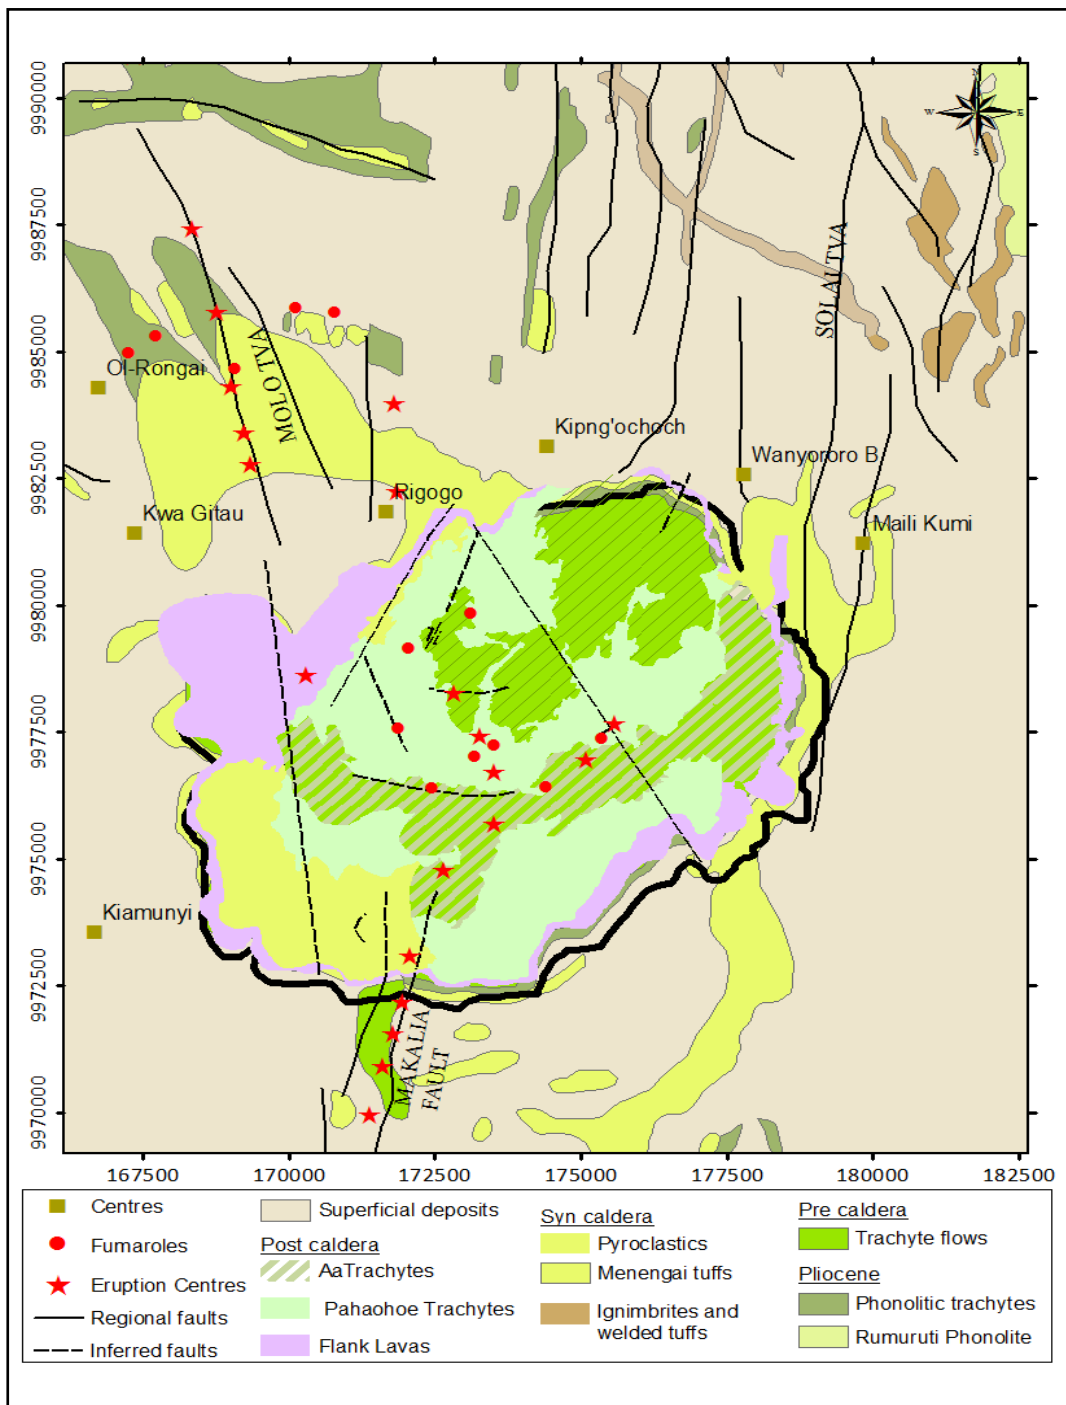 N
W E
S
9990000
9987500
9985000
9982500
9980000
9977500
9975000
9972500
9970000
SOLAI TVA
MOLO TVA
Ol-Rongai
Kipng'ochoch
Wanyororo B
Rigogo
Kwa Gitau
Maili Kumi
Kiamunyi
MAKALIA
FAULT
167500 170000 172500 175000 177500 180000 182500
Centres
Fumaroles
Eruption Centres
Regional faults
Inferred faults
Superficial deposits
Post caldera
AaTrachytes
Pahaohoe Trachytes
Flank Lavas
Syn caldera
Pyroclastics
Menengai tuffs
Ignimbrites and
welded tuffs
Pre caldera
Trachyte flows
Pliocene
Phonolitic trachytes
Rumuruti Phonolite